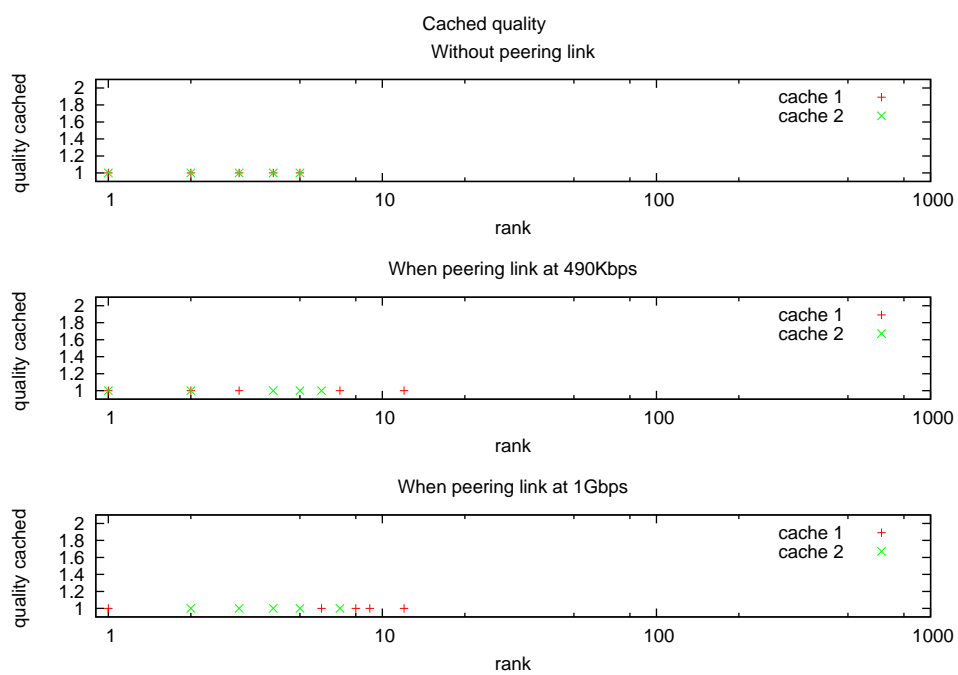 Cached quality
Without peering link
quality cached
2
1.8
1.6
1.4
1.2
1
cache 1
cache 2
1 10 100 1000
rank
When peering link at 490Kbps
quality cached
2
1.8
1.6
1.4
1.2
1
cache 1
cache 2
1 10 100 1000
rank
When peering link at 1Gbps
quality cached
2
1.8
1.6
1.4
1.2
1
cache 1
cache 2
1 10 100 1000
rank